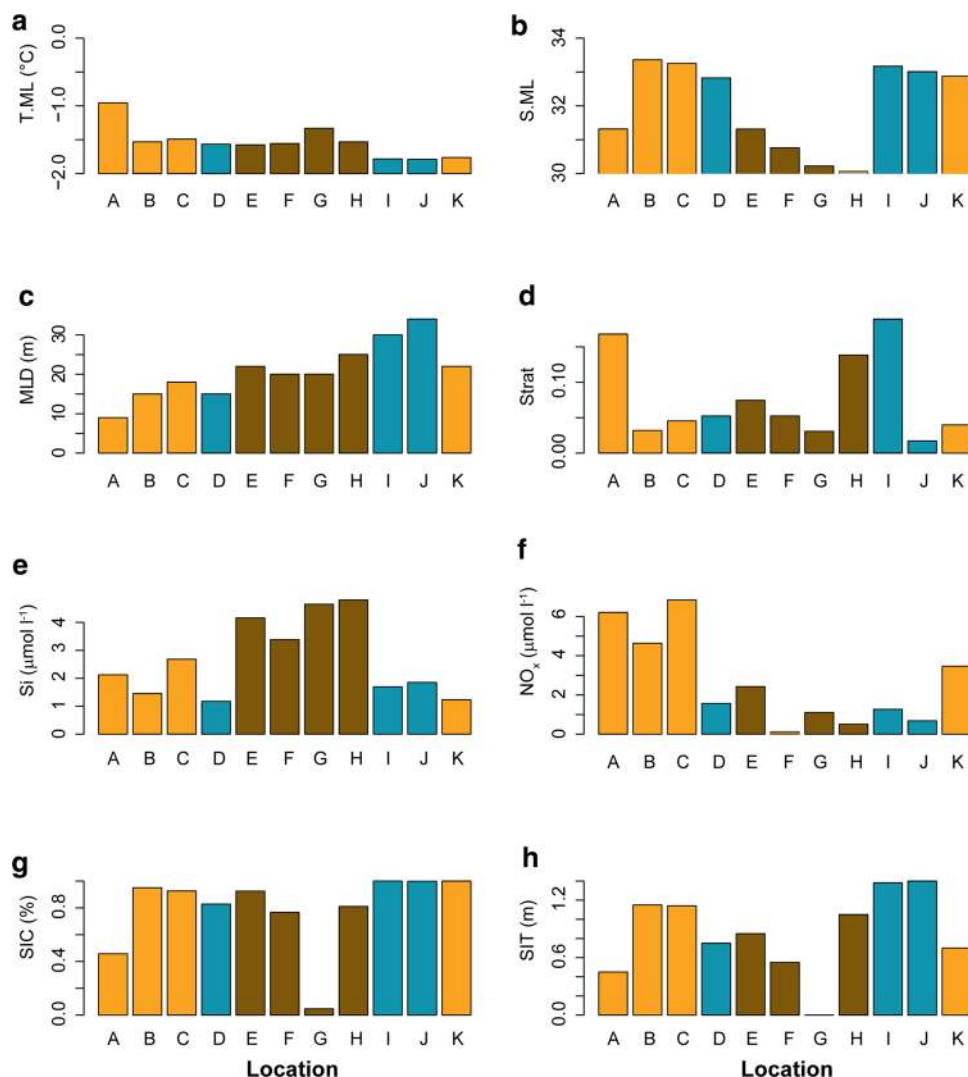 a
T.ML (°C)
0.0
−1.0
−2.0
A B C D E F G H I J K
b
S.ML
34
32
30
A B C D E F G H I J K
c
MLD (m)
30
20
10
0
A B C D E F G H I J K
d
Strat
0.10
0.00
A B C D E F G H I J K
e
Si (μmol l⁻¹)
4
3
2
1
0
A B C D E F G H I J K
f
NOₓ (μmol l⁻¹)
6
4
2
0
A B C D E F G H I J K
g
SIC (%)
0.8
0.4
0.0
A B C D E F G H I J K
Location
h
SIT (m)
1.2
0.6
0.0
A B C D E F G H I J K
Location